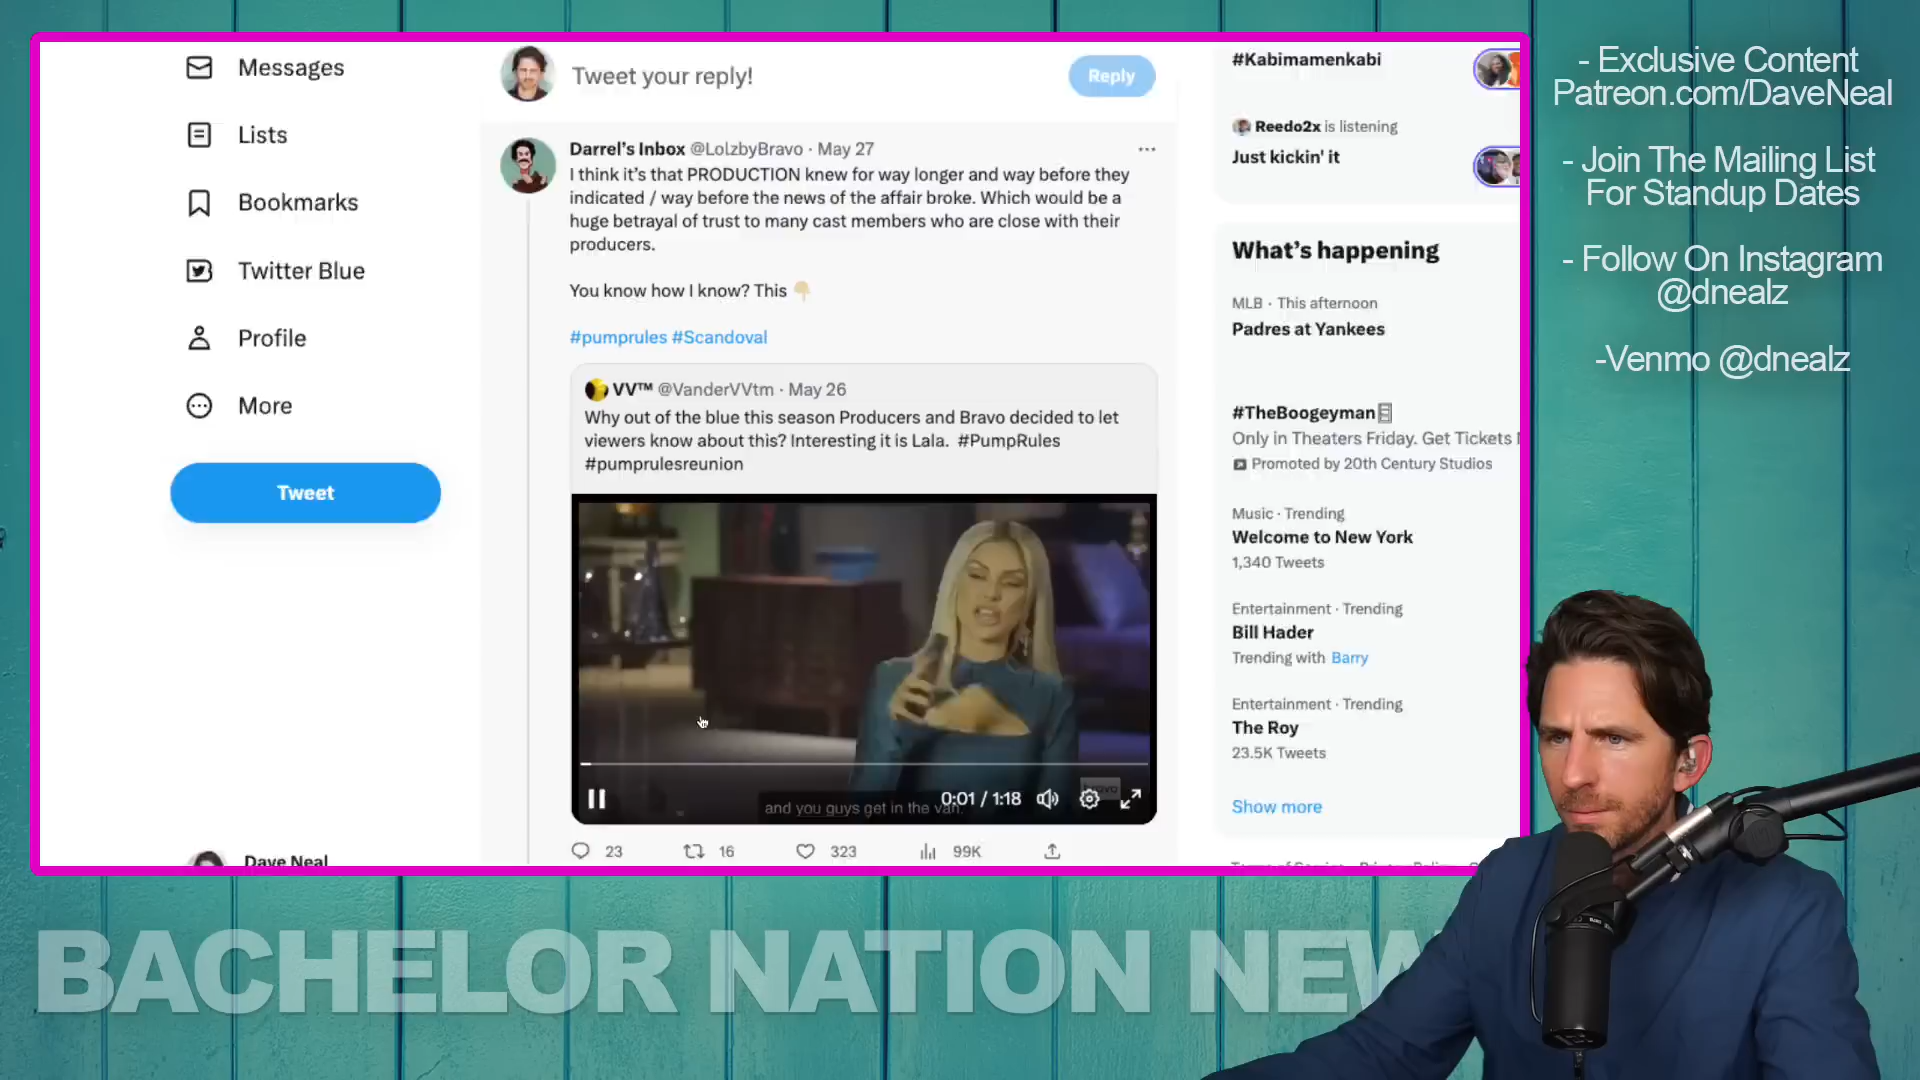 Messages
Lists
Bookmarks
Twitter Blue
Profile
More
Tweet
Dave Neal
Tweet your reply!
Reply
Darrel's Inbox @LolzbyBravo · May 27
I think it's that PRODUCTION knew for way longer and way before they
indicated / way before the news of the affair broke. Which would be a
huge betrayal of trust to many cast members who are close with their
producers.
You know how I know? This
#pumprules #Scandoval
VV™ @VanderVVtm · May 26
Why out of the blue this season Producers and Bravo decided to let
viewers know about this? Interesting it is Lala. #PumpRules
#pumprulesreunion
and you guys get in the van.
0:01 / 1:18
bravo
23
16
323
99K
#Kabimamenkabi
Reedo2x is listening
Just kickin' it
What's happening
MLB · This afternoon
Padres at Yankees
#TheBoogeyman
Only in Theaters Friday. Get Tickets
Promoted by 20th Century Studios
Music · Trending
Welcome to New York
1,340 Tweets
Entertainment · Trending
Bill Hader
Trending with Barry
Entertainment · Trending
The Roy
23.5K Tweets
Show more
- Exclusive Content
Patreon.com/DaveNeal
- Join The Mailing List
For Standup Dates
- Follow On Instagram
@dnealz
-Venmo @dnealz
BACHELOR NATION NEW